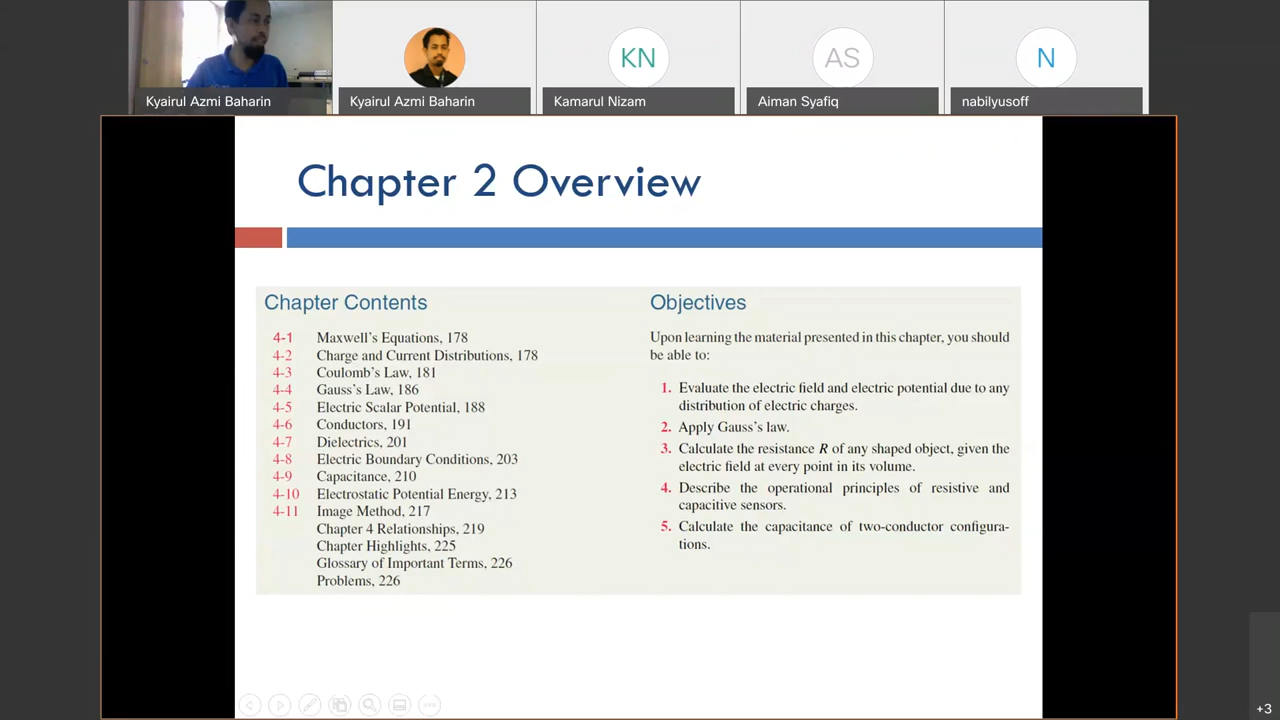 KN
AS
N
Kyairul Azmi Baharin
Kyairul Azmi Baharin
Kamarul Nizam
Aiman Syafiq
nabilyusoff
Chapter 2 Overview
Chapter Contents
4-1 Maxwell's Equations, 178
4-2 Charge and Current Distributions, 178
4-3 Coulomb's Law, 181
4-4 Gauss's Law, 186
4-5 Electric Scalar Potential, 188
4-6 Conductors, 191
4-7 Dielectrics, 201
4-8 Electric Boundary Conditions, 203
4-9 Capacitance, 210
4-10 Electrostatic Potential Energy, 213
4-11 Image Method, 217
Chapter 4 Relationships, 219
Chapter Highlights, 225
Glossary of Important Terms, 226
Problems, 226
Objectives
Upon learning the material presented in this chapter, you should
be able to:
1. Evaluate the electric field and electric potential due to any
distribution of electric charges.
2. Apply Gauss's law.
3. Calculate the resistance R of any shaped object, given the
electric field at every point in its volume.
4. Describe the operational principles of resistive and
capacitive sensors.
5. Calculate the capacitance of two-conductor configura-
tions.
+3